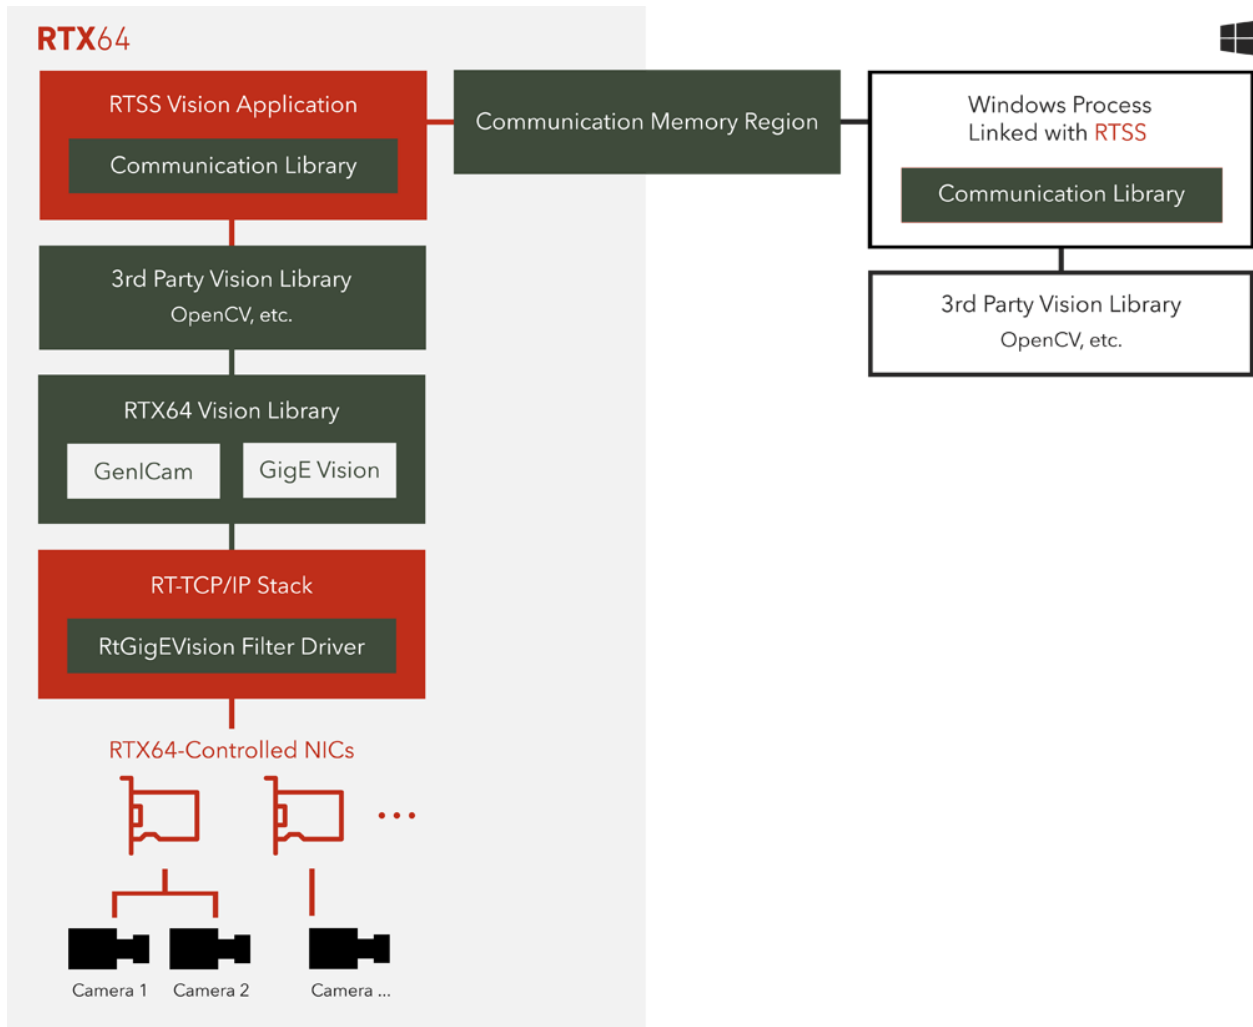 RTX64
RTSS Vision Application
Communication Library
Communication Memory Region
Windows Process
Linked with RTSS
Communication Library
3rd Party Vision Library
OpenCV, etc.
3rd Party Vision Library
OpenCV, etc.
RTX64 Vision Library
GenICam
GigE Vision
RT-TCP/IP Stack
RtGigEVision Filter Driver
RTX64-Controlled NICs
...
Camera 1
Camera 2
Camera ...